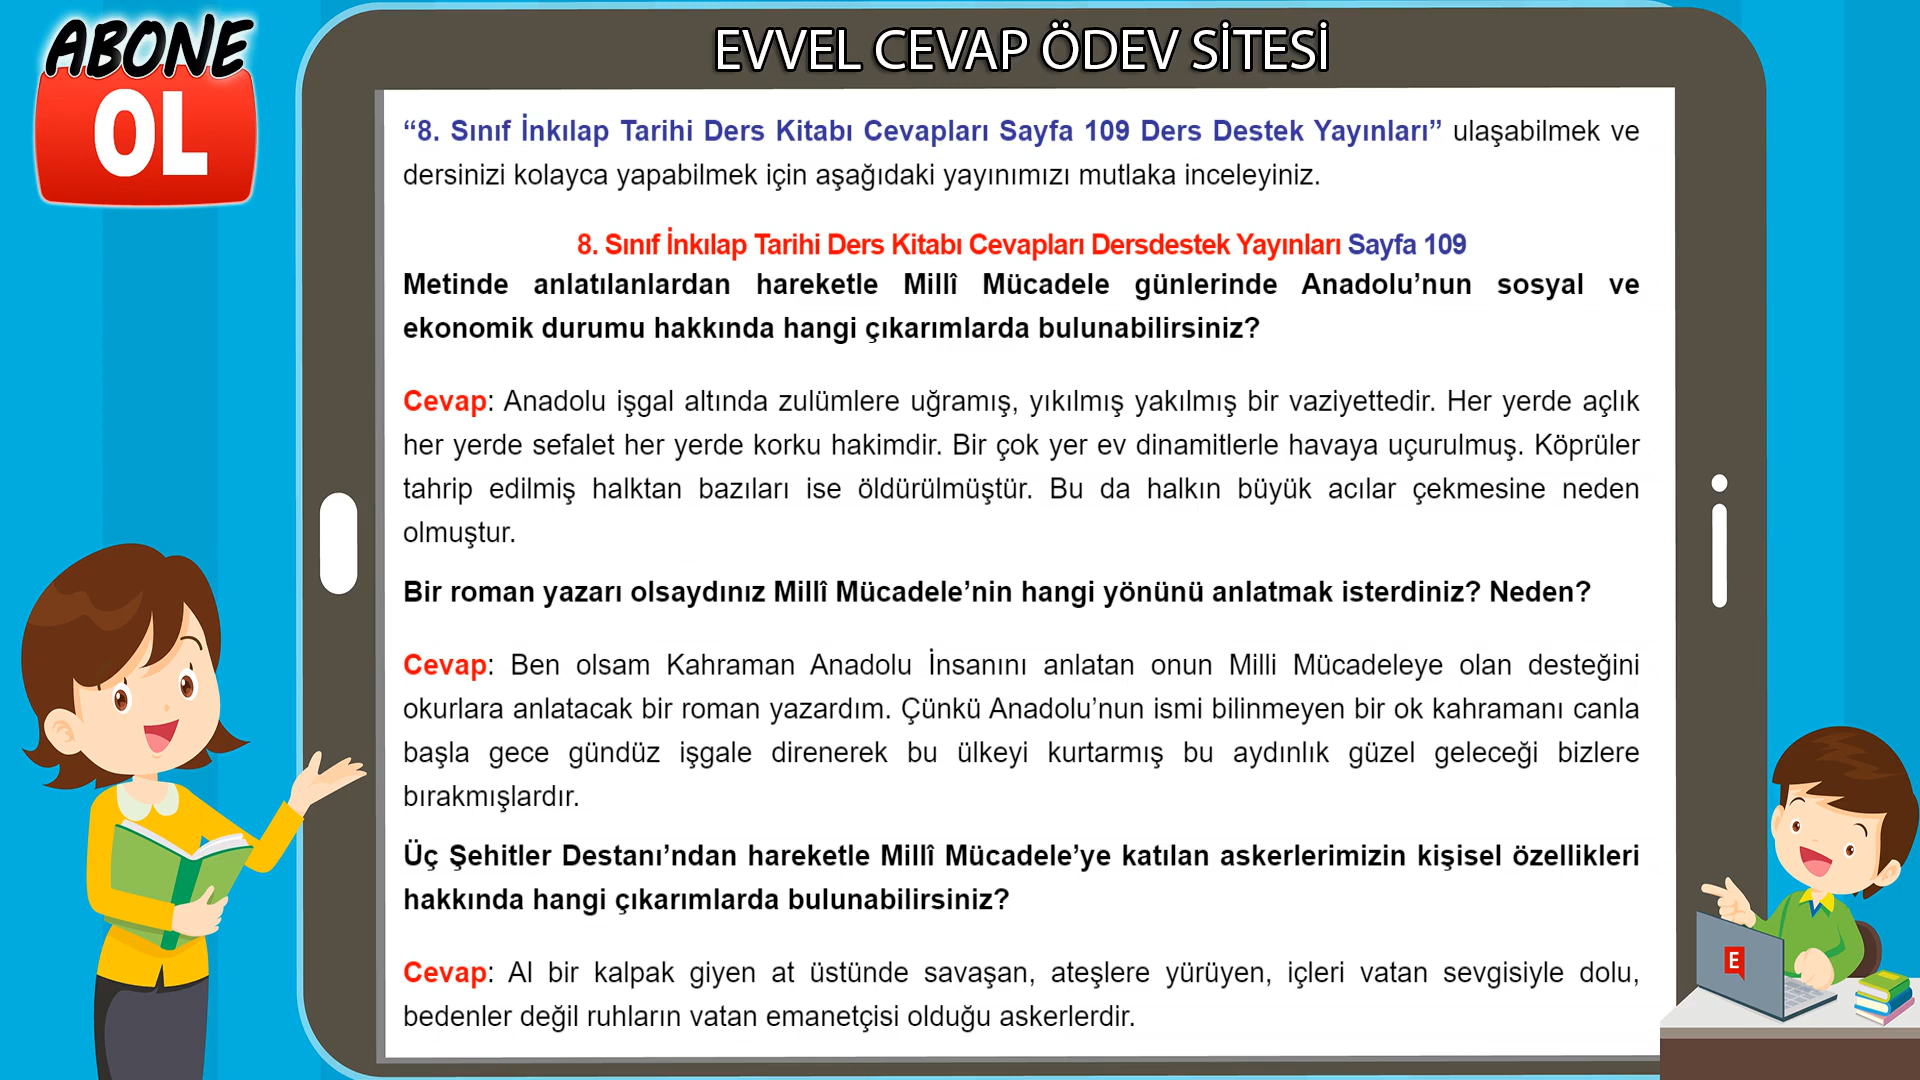 ABONE
OL
EVVEL CEVAP ÖDEV SİTESİ
“8. Sınıf İnkılap Tarihi Ders Kitabı Cevapları Sayfa 109 Ders Destek Yayınları” ulaşabilmek ve
dersinizi kolayca yapabilmek için aşağıdaki yayınımızı mutlaka inceleyiniz.
8. Sınıf İnkılap Tarihi Ders Kitabı Cevapları Dersdestek Yayınları Sayfa 109
Metinde anlatılanlardan hareketle Millî Mücadele günlerinde Anadolu’nun sosyal ve
ekonomik durumu hakkında hangi çıkarımlarda bulunabilirsiniz?
Cevap: Anadolu işgal altında zulümlere uğramış, yıkılmış yakılmış bir vaziyettedir. Her yerde açlık
her yerde sefalet her yerde korku hakimdir. Bir çok yer ev dinamitlerle havaya uçurulmuş. Köprüler
tahrip edilmiş halktan bazıları ise öldürülmüştür. Bu da halkın büyük acılar çekmesine neden
olmuştur.
Bir roman yazarı olsaydınız Millî Mücadele’nin hangi yönünü anlatmak isterdiniz? Neden?
Cevap: Ben olsam Kahraman Anadolu İnsanını anlatan onun Milli Mücadeleye olan desteğini
okurlara anlatacak bir roman yazardım. Çünkü Anadolu’nun ismi bilinmeyen bir ok kahramanı canla
başla gece gündüz işgale direnerek bu ülkeyi kurtarmış bu aydınlık güzel geleceği bizlere
bırakmışlardır.
Üç Şehitler Destanı’ndan hareketle Millî Mücadele’ye katılan askerlerimizin kişisel özellikleri
hakkında hangi çıkarımlarda bulunabilirsiniz?
Cevap: Al bir kalpak giyen at üstünde savaşan, ateşlere yürüyen, içleri vatan sevgisiyle dolu,
bedenler değil ruhların vatan emanetçisi olduğu askerlerdir.
E